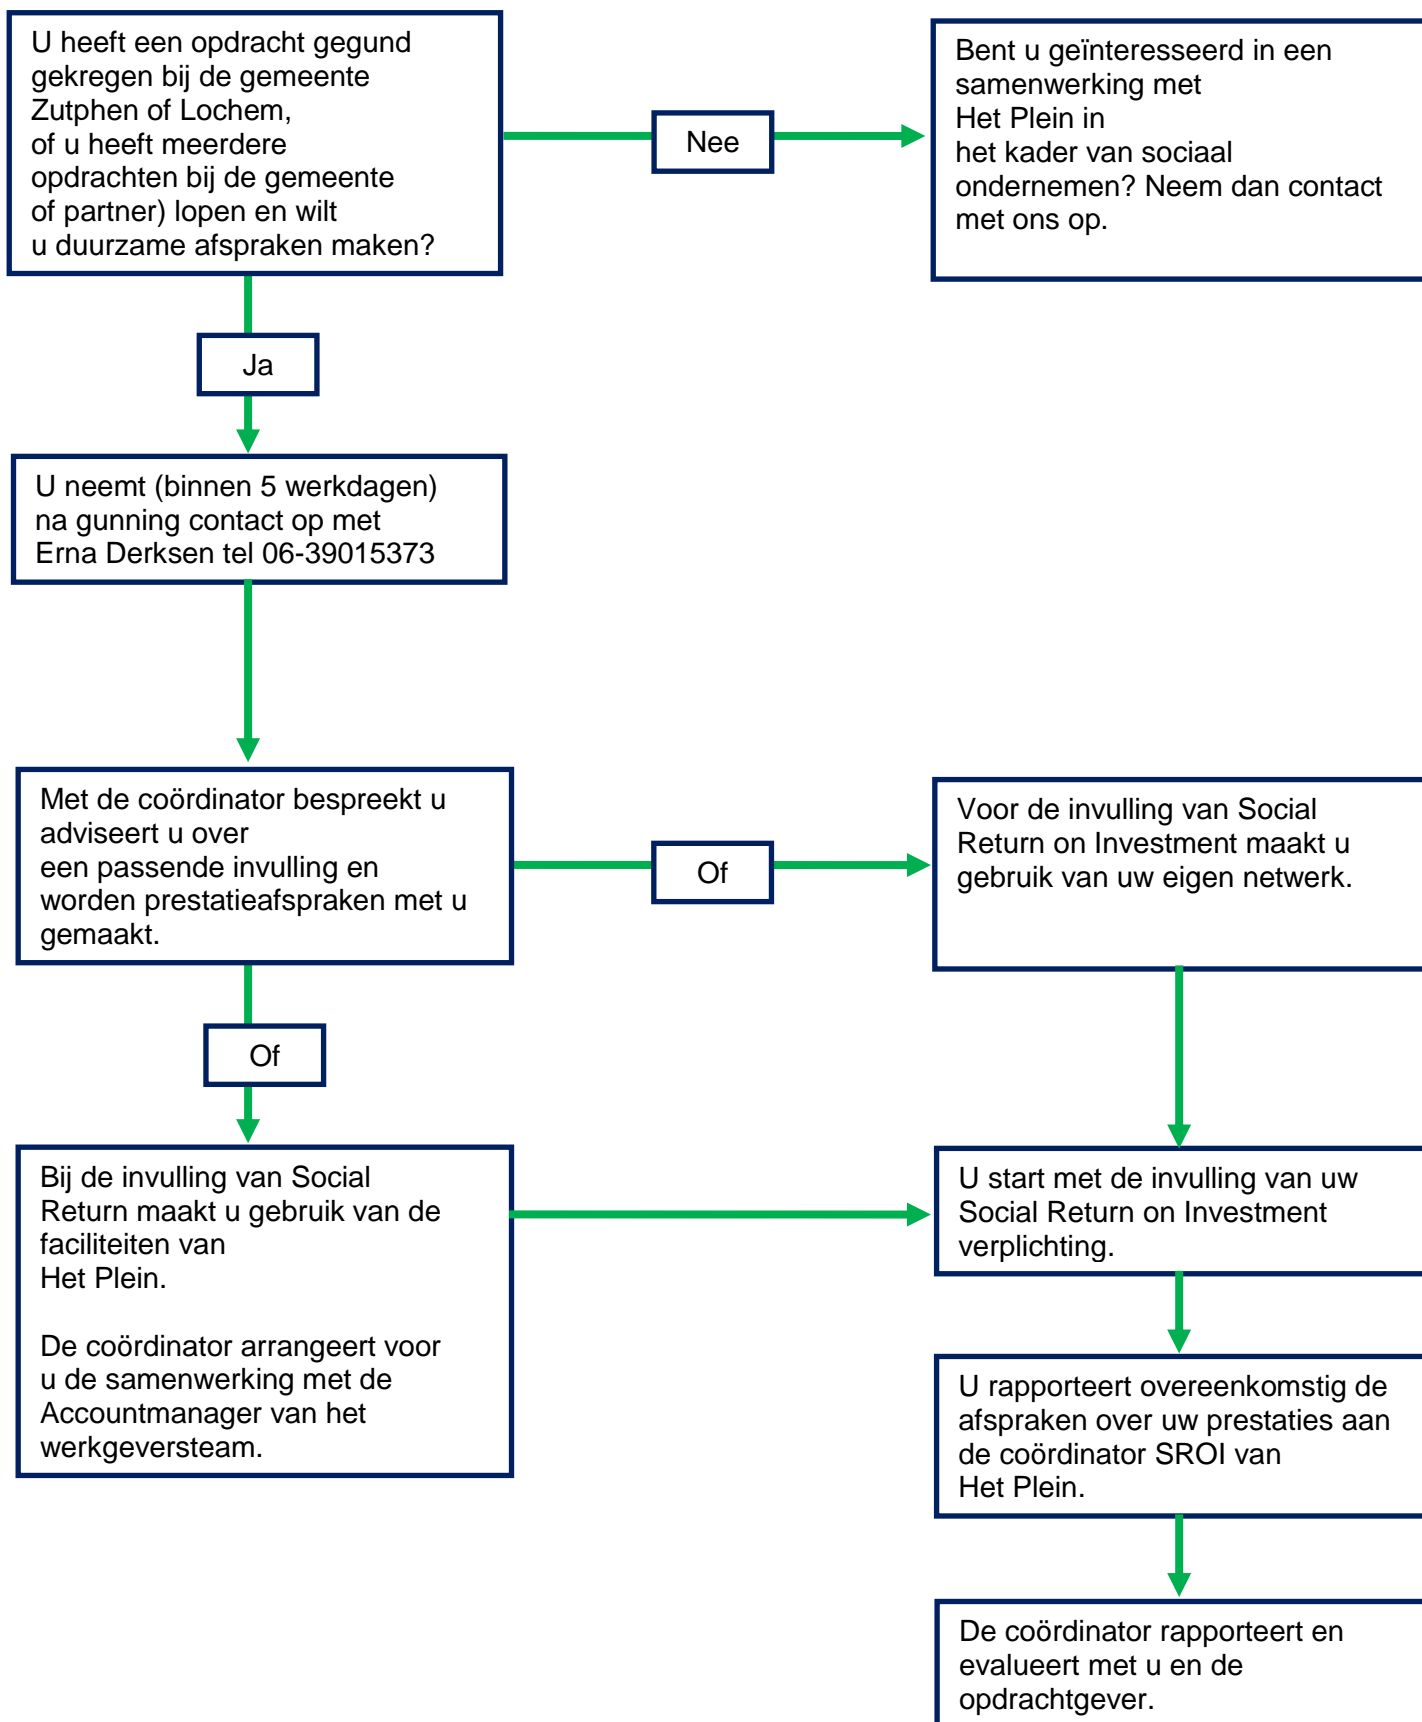 U heeft een opdracht gegund
gekregen bij de gemeente
Zutphen of Lochem,
of u heeft meerdere
opdrachten bij de gemeente
of partner) lopen en wilt
u duurzame afspraken maken?
Nee
Bent u geïnteresseerd in een
samenwerking met
Het Plein in
het kader van sociaal
ondernemen? Neem dan contact
met ons op.
Ja
U neemt (binnen 5 werkdagen)
na gunning contact op met
Erna Derksen tel 06-39015373
Met de coördinator bespreekt u
adviseert u over
een passende invulling en
worden prestatieafspraken met u
gemaakt.
Of
Voor de invulling van Social
Return on Investment maakt u
gebruik van uw eigen netwerk.
Of
Bij de invulling van Social
Return maakt u gebruik van de
faciliteiten van
Het Plein.
De coördinator arrangeert voor
u de samenwerking met de
Accountmanager van het
werkgeversteam.
U start met de invulling van uw
Social Return on Investment
verplichting.
U rapporteert overeenkomstig de
afspraken over uw prestaties aan
de coördinator SROI van
Het Plein.
De coördinator rapporteert en
evalueert met u en de
opdrachtgever.